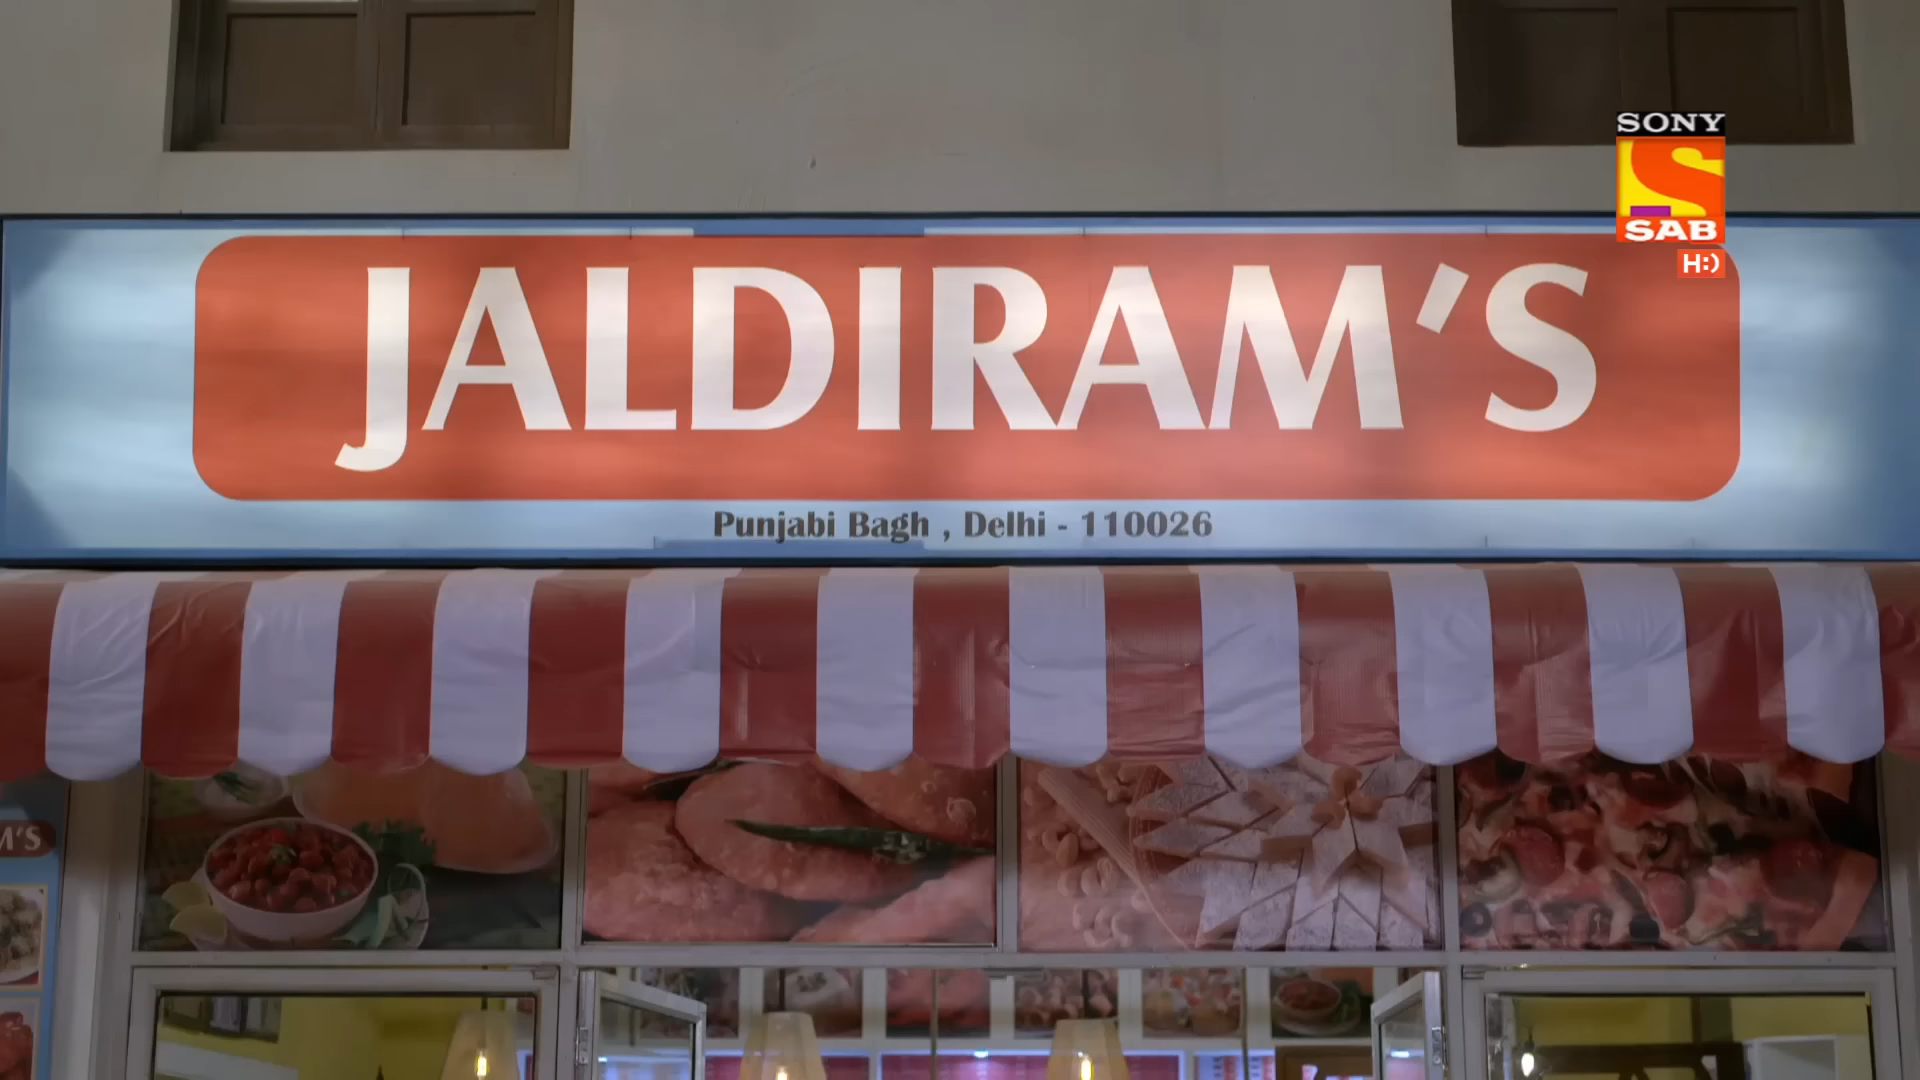 SONY
SAB
H:)
JALDIRAM'S
Punjabi Bagh , Delhi - 110026
M'S